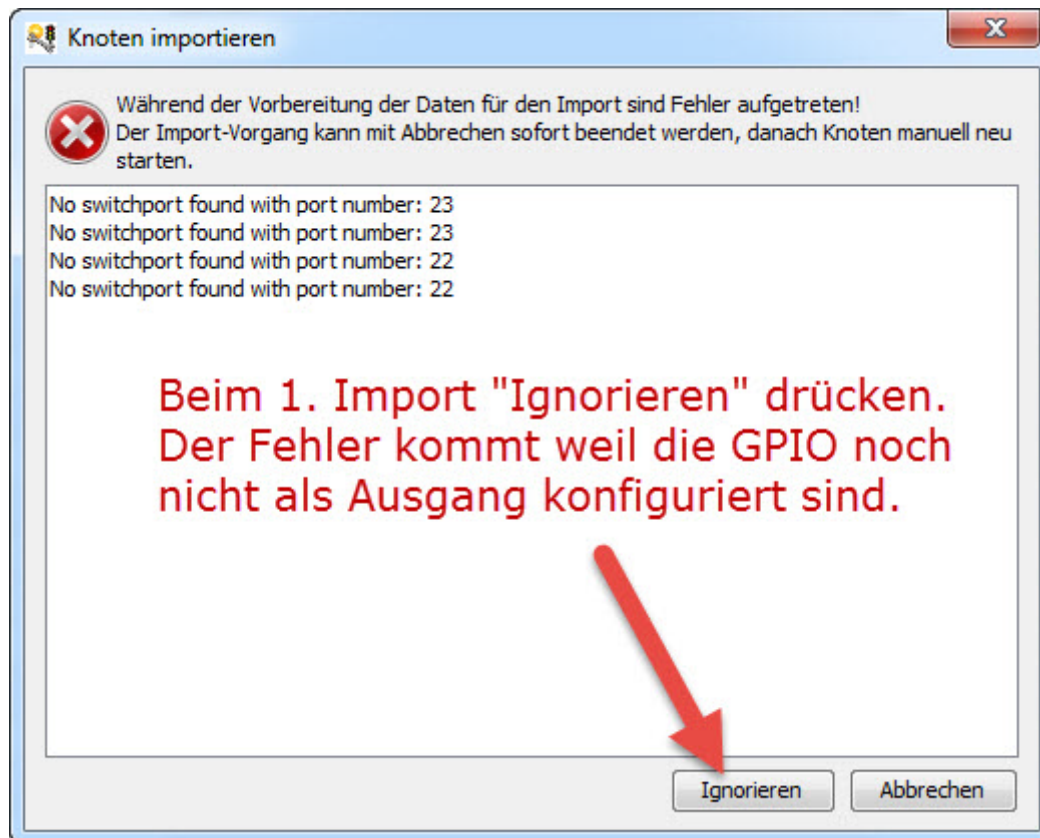 Knoten importieren
Während der Vorbereitung der Daten für den Import sind Fehler aufgetreten!
Der Import-Vorgang kann mit Abbrechen sofort beendet werden, danach Knoten manuell neu
starten.
No switchport found with port number: 23
No switchport found with port number: 23
No switchport found with port number: 22
No switchport found with port number: 22
Beim 1. Import "Ignorieren" drücken.
Der Fehler kommt weil die GPIO noch
nicht als Ausgang konfiguriert sind.
Ignorieren Abbrechen